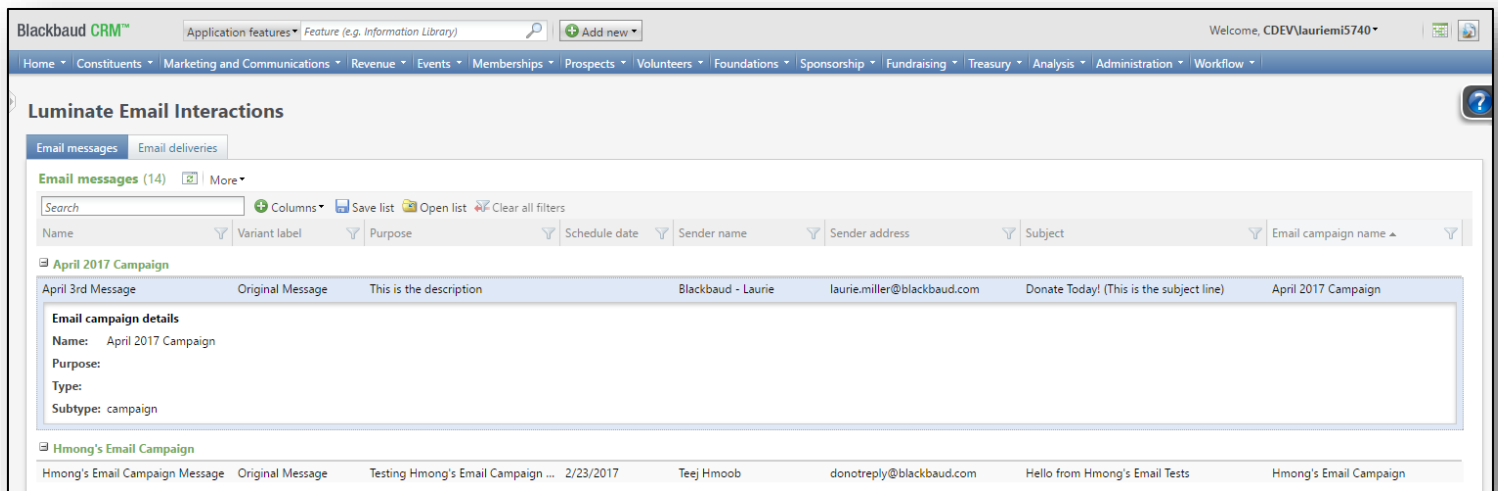 Blackbaud CRM™ Application features Feature (e.g. Information Library) Add new Welcome, CDEV\lauriemi5740
Home Constituents Marketing and Communications Revenue Events Memberships Prospects Volunteers Foundations Sponsorship Fundraising Treasury Analysis Administration Workflow
Luminate Email Interactions
Email messages Email deliveries
Email messages (14) More
Search Columns Save list Open list Clear all filters
Name Variant label Purpose Schedule date Sender name Sender address Subject Email campaign name
April 2017 Campaign
April 3rd Message Original Message This is the description Blackbaud - Laurie laurie.miller@blackbaud.com Donate Today! (This is the subject line) April 2017 Campaign
Email campaign details
Name: April 2017 Campaign
Purpose:
Type:
Subtype: campaign
Hmong's Email Campaign
Hmong's Email Campaign Message Original Message Testing Hmong's Email Campaign ... 2/23/2017 Teej Hmoob donotreply@blackbaud.com Hello from Hmong's Email Tests Hmong's Email Campaign